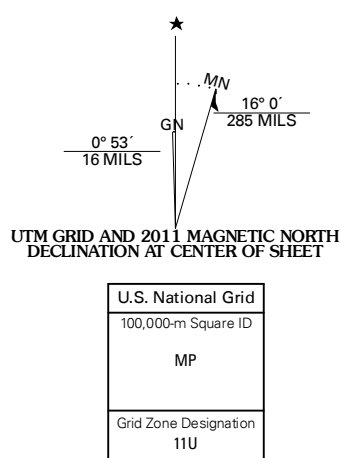 MN
GN
16° 0´
285 MILS
0° 53´
16 MILS
UTM GRID AND 2011 MAGNETIC NORTH
DECLINATION AT CENTER OF SHEET
U.S. National Grid
100,000-m Square ID
MP
Grid Zone Designation
11U